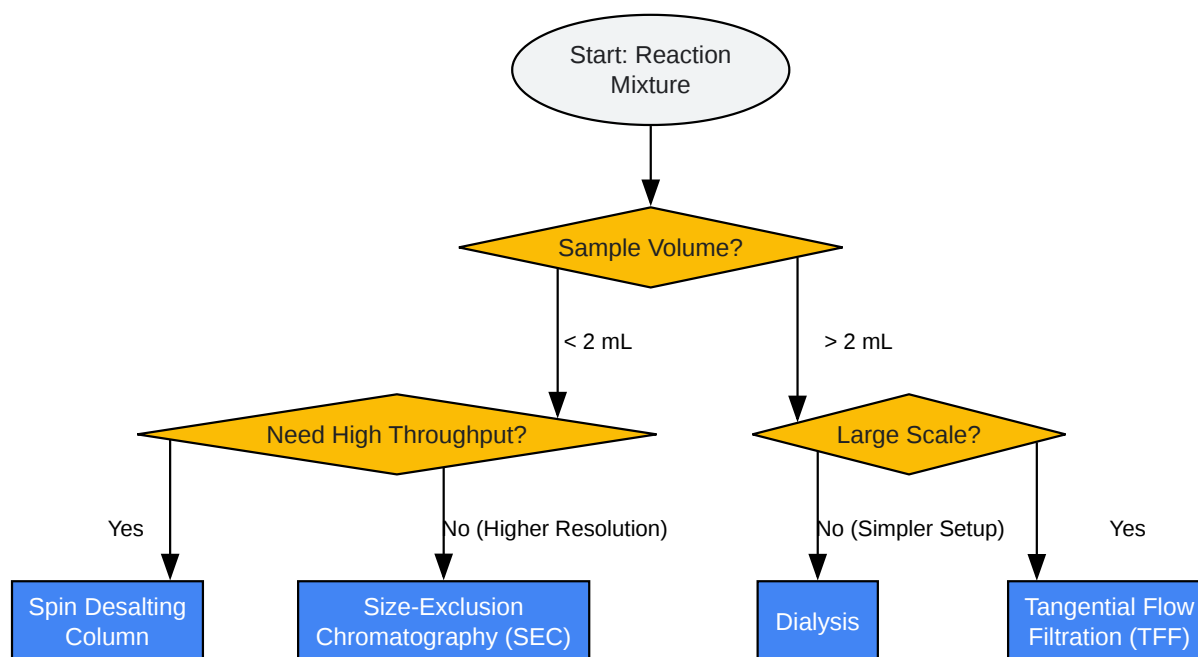 Start: Reaction
Mixture
Sample Volume?
< 2 mL
> 2 mL
Need High Throughput?
Large Scale?
Yes
No (Higher Resolution)
No (Simpler Setup)
Yes
Spin Desalting
Column
Size-Exclusion
Chromatography (SEC)
Dialysis
Tangential Flow
Filtration (TFF)